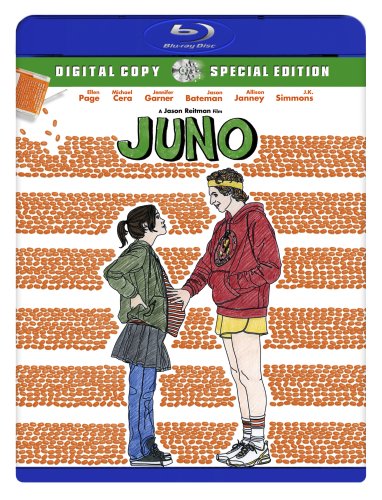 Blu-ray Disc
DIGITAL COPY SPECIAL EDITION
Ellen Page Michael Cera Jennifer Garner Jason Bateman Allison Janney J.K. Simmons
A Jason Reitman Film
JUNO